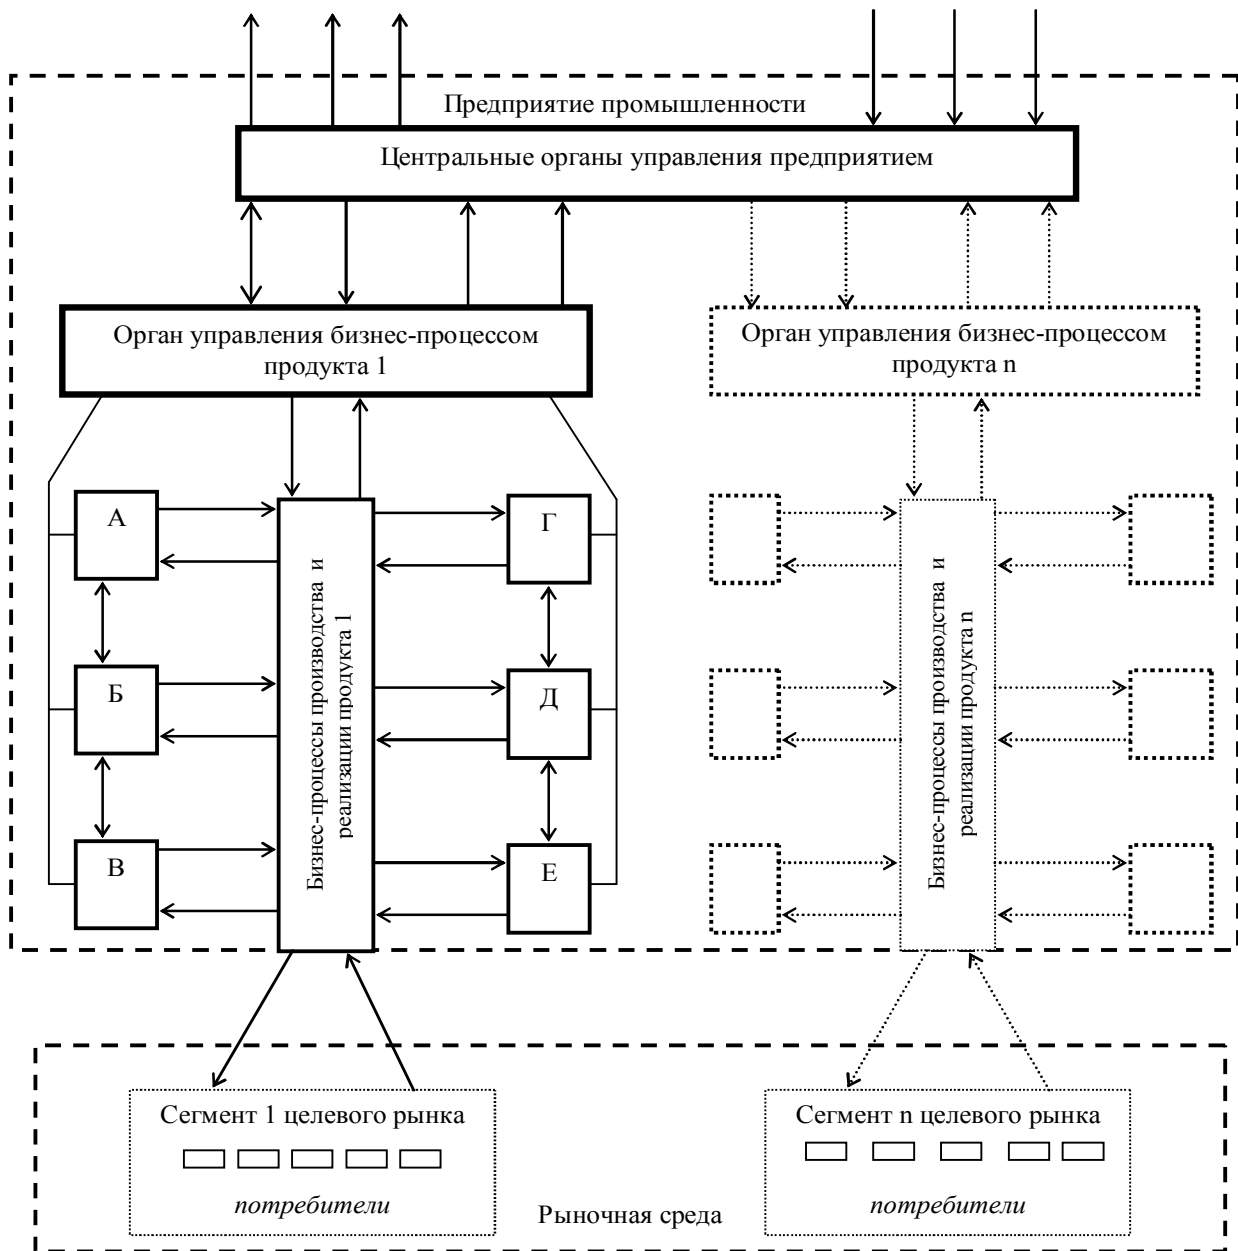 Предприятие промышленности
Центральные органы управления предприятием
Орган управления бизнес-процессом
продукта 1
Орган управления бизнес-процессом
продукта n
А
Б
В
Бизнес-процессы производства и
реализации продукта 1
Г
Д
Е
Бизнес-процессы производства и
реализации продукта n
Сегмент 1 целевого рынка
потребители
Рыночная среда
Сегмент n целевого рынка
потребители